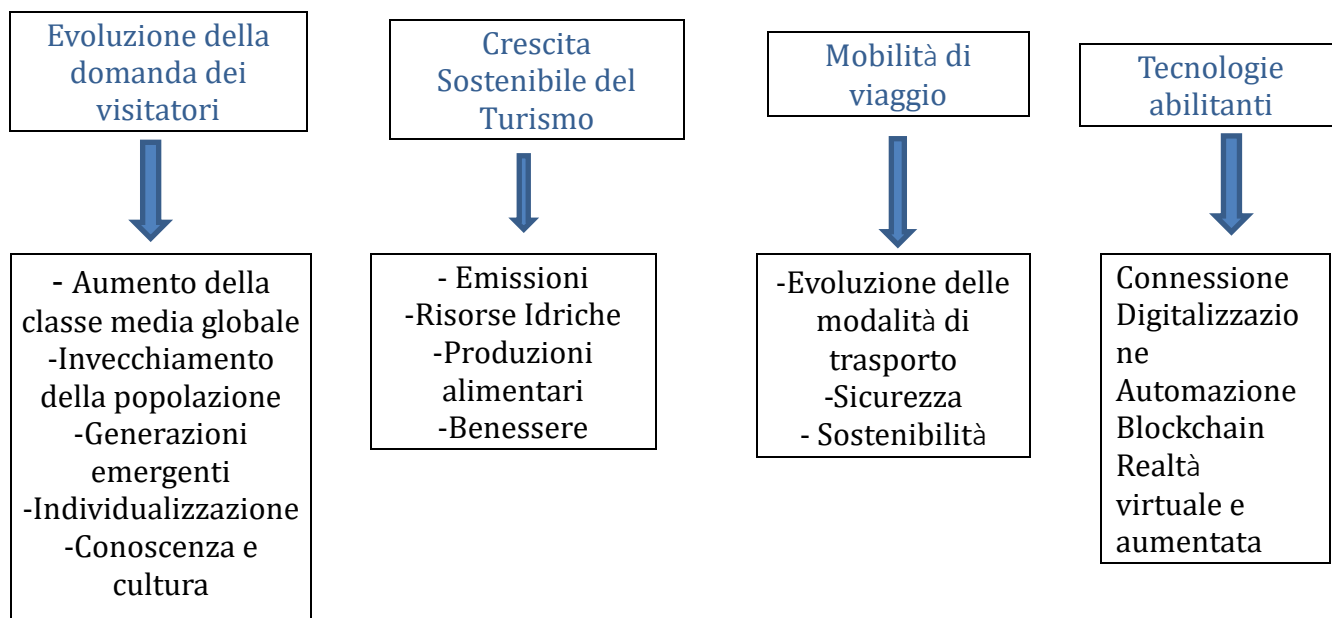 Evoluzione della
domanda dei
visitatori
Crescita
Sostenibile del
Turismo
Mobilità di
viaggio
Tecnologie
abilitanti
- Aumento della
classe media globale
-Invecchiamento
della popolazione
-Generazioni
emergenti
-Individualizzazione
-Conoscenza e
cultura
- Emissioni
-Risorse Idriche
-Produzioni
alimentari
-Benessere
-Evoluzione delle
modalità di
trasporto
-Sicurezza
- Sostenibilità
Connessione
Digitalizzazio
ne
Automazione
Blockchain
Realtà
virtuale e
aumentata